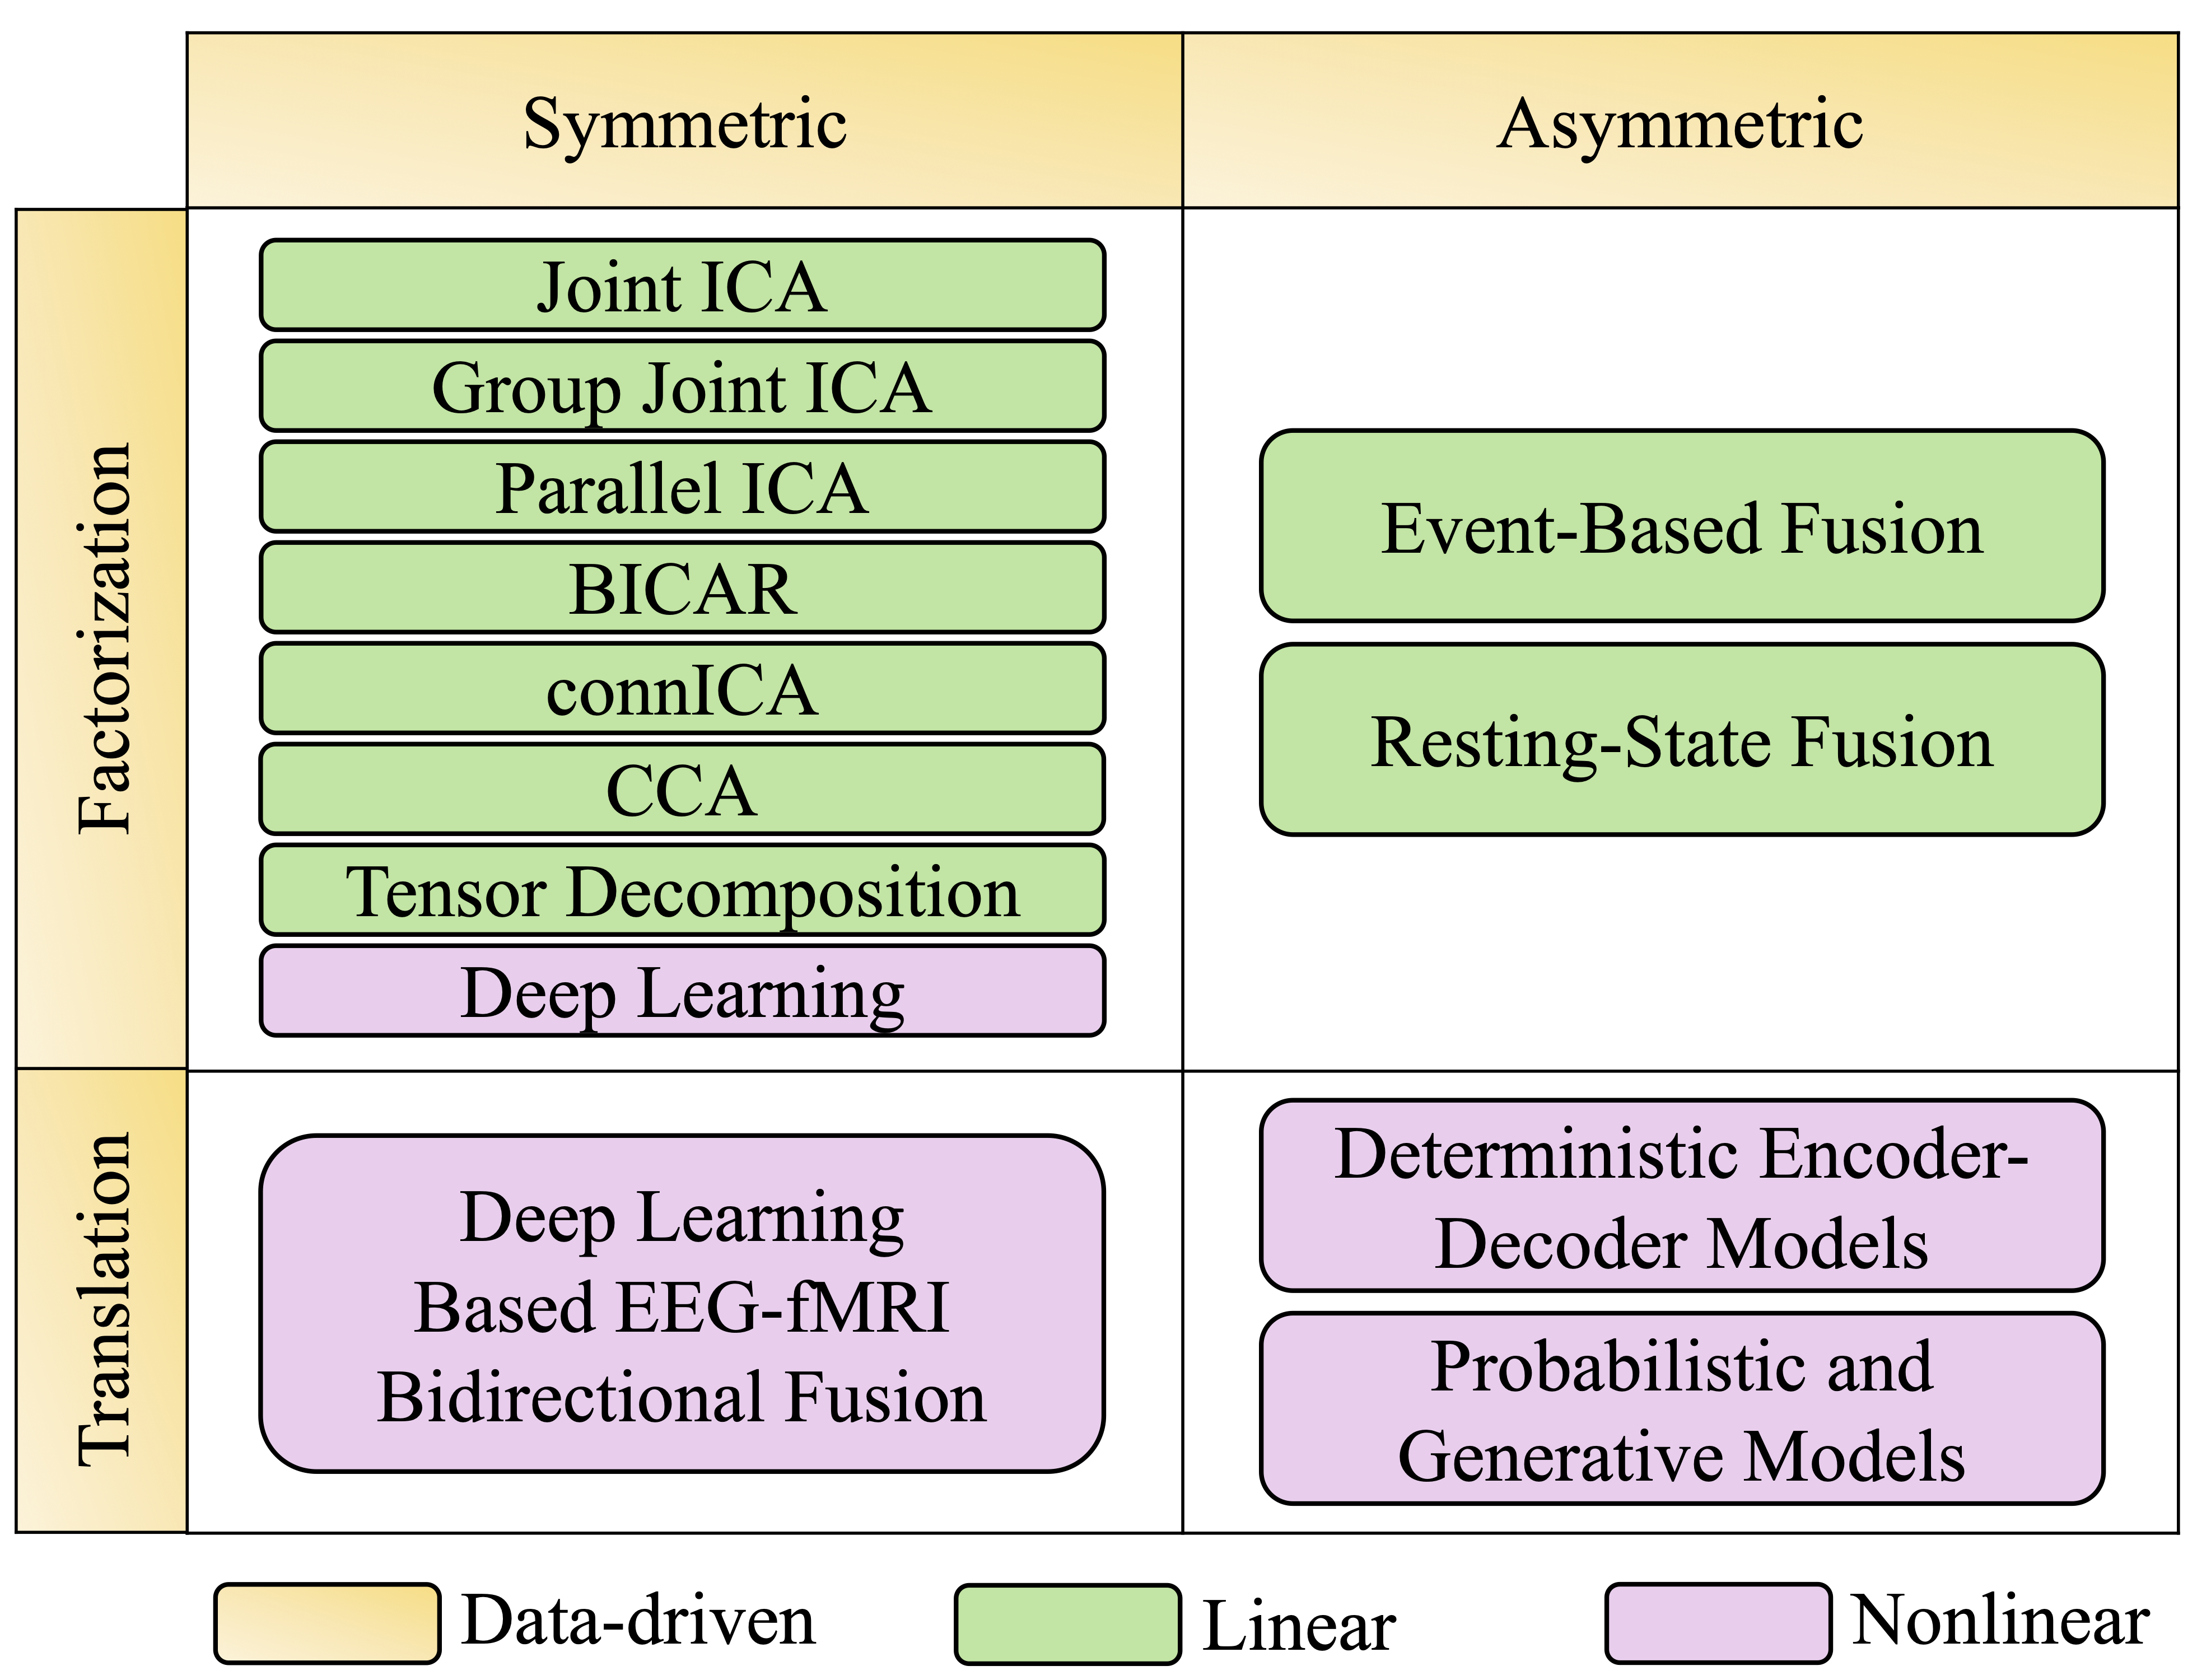 Symmetric
Asymmetric
Factorization
Joint ICA
Group Joint ICA
Parallel ICA
BICAR
connICA
CCA
Tensor Decomposition
Deep Learning
Event-Based Fusion
Resting-State Fusion
Translation
Deep Learning
Based EEG-fMRI
Bidirectional Fusion
Deterministic Encoder-
Decoder Models
Probabilistic and
Generative Models
Data-driven
Linear
Nonlinear